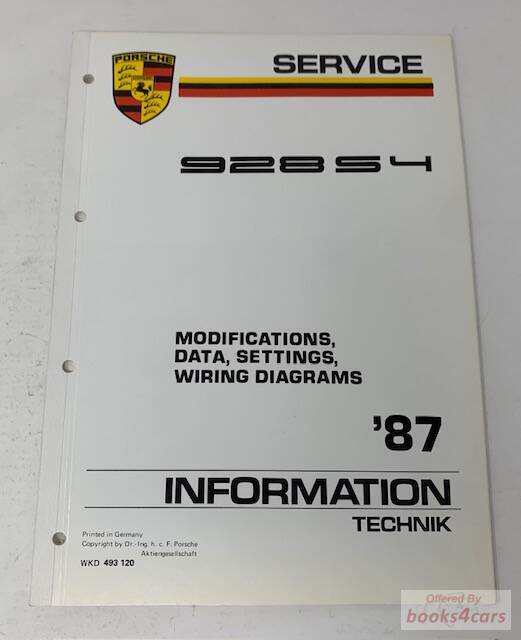 PORSCHE
SERVICE
928 S 4
MODIFICATIONS,
DATA, SETTINGS,
WIRING DIAGRAMS
'87
INFORMATION
TECHNIK
Printed in Germany
Copyright by Dr.- Ing. h. c. F. Porsche
Aktiengesellschaft
WKD 493 120
Offered By
books4cars